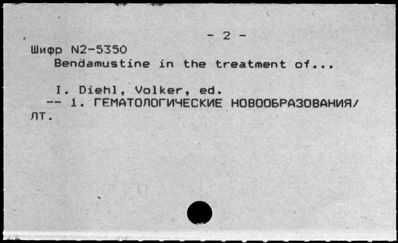 - 2 -
Шифр N2-5350
Bendamustine in the treatment of...
I. Diehl, Volker, ed.
-- 1. ГЕМАТОЛОГИЧЕСКИЕ НОВООБРАЗОВАНИЯ/
ЛТ.